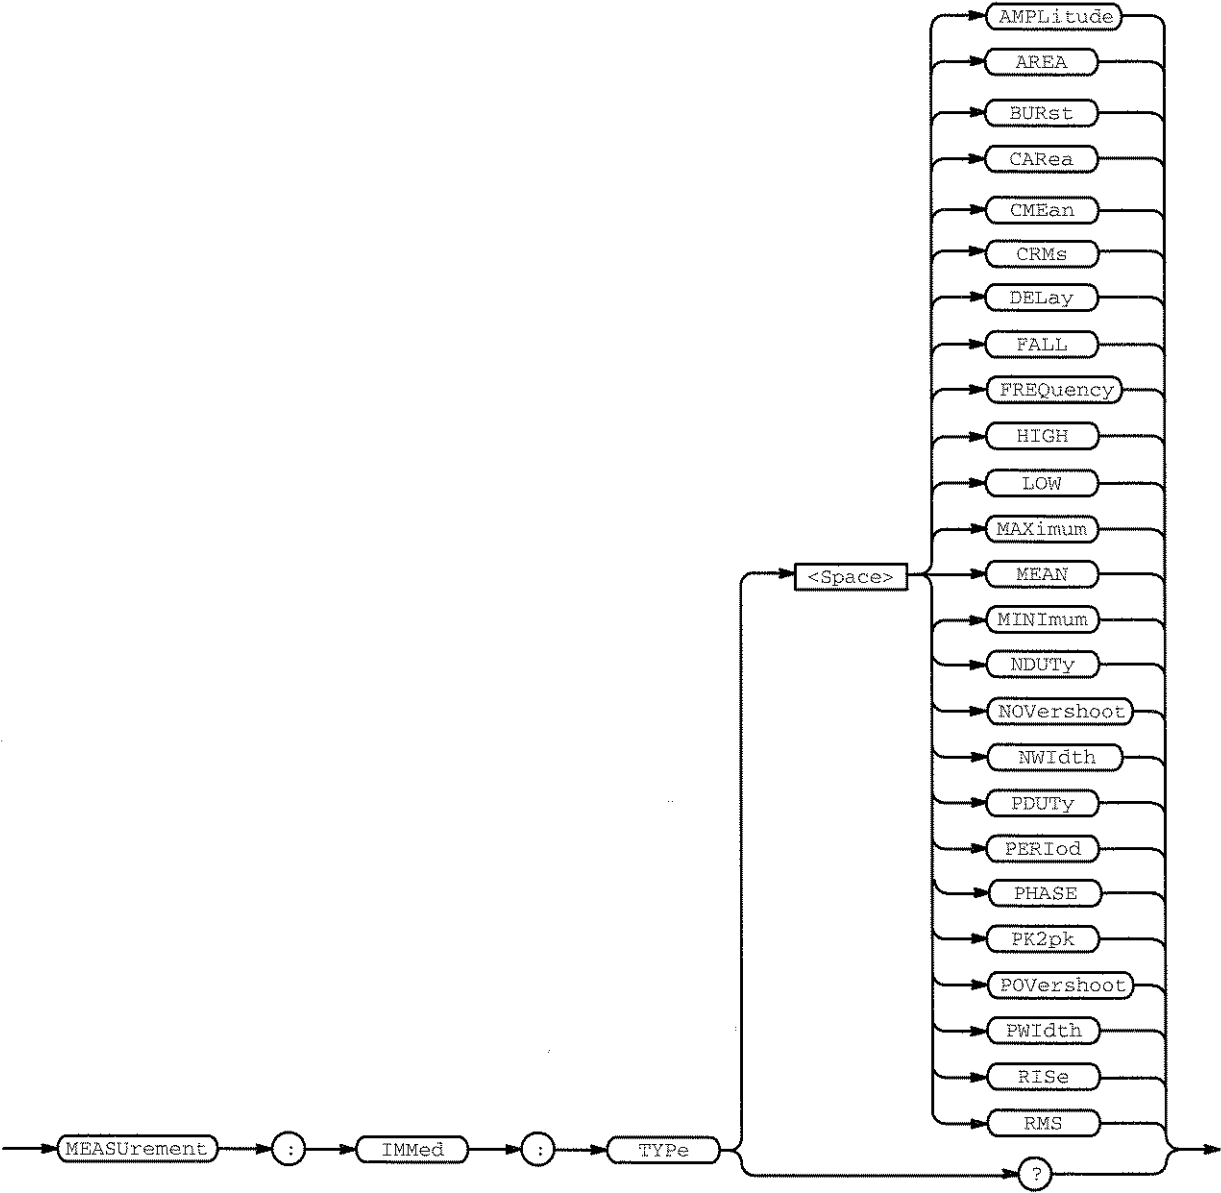 AMPLitude
AREA
BURst
CARea
CMEan
CRMs
DELay
FALL
FREQuency
HIGH
LOW
MAXimum
<Space>
MEAN
MINImum
NDUTy
NOVershoot
NWIdth
PDUTy
PERIod
PHASE
PK2pk
POVershoot
PWIdth
RISe
RMS
MEASUrement : IMMed : TYPe
?